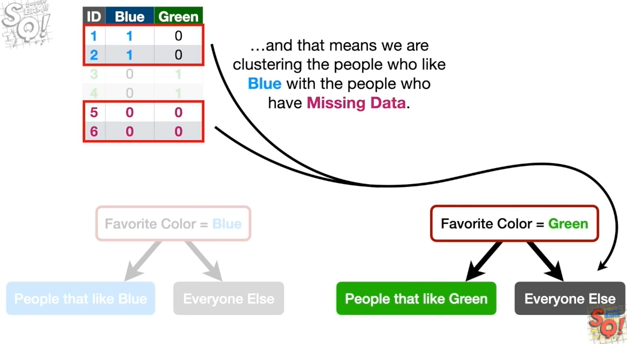 ID Blue Green
1 1 0
2 1 0
3 0 1
4 0 1
5 0 0
6 0 0
…and that means we are
clustering the people who like
Blue with the people who
have Missing Data.
Favorite Color = Blue
Favorite Color = Green
People that like Blue
Everyone Else
People that like Green
Everyone Else
SQ!
SQ!